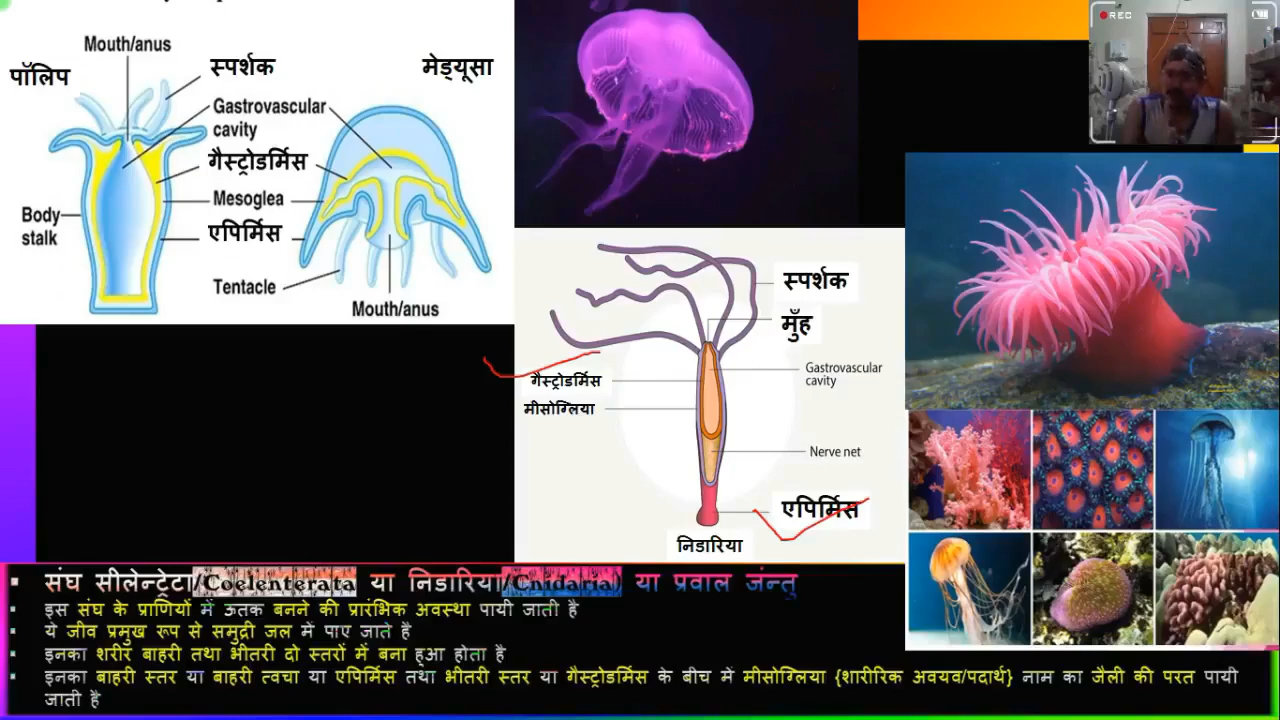 Mouth/anus
पॉलिप
स्पर्शक
मेड्यूसा
Gastrovascular
cavity
गैस्ट्रोडर्मिस
Mesoglea
Body
stalk
एपिर्मिस
Tentacle
Mouth/anus
REC
स्पर्शक
मुँह
Gastrovascular
cavity
गैस्ट्रोडर्मिस
मीसोग्लिया
Nerve net
एपिर्मिस
निडारिया
संघ सीलेन्ट्रेटा/Coelenterata या निडारिया/Cnidaria) या प्रवाल जंन्तु
इस संघ के प्राणियों में ऊतक बनने की प्रारंभिक अवस्था पायी जाती है
ये जीव प्रमुख रूप से समुद्री जल में पाए जाते है
इनका शरीर बाहरी तथा भीतरी दो स्तरों में बना हुआ होता है
इनका बाहरी स्तर या बाहरी त्वचा या एपिर्मिस तथा भीतरी स्तर या गैस्ट्रोडर्मिस के बीच में मीसोग्लिया {शारीरिक अवयव/पदार्थ} नाम का जैली की परत पायी
जाती है